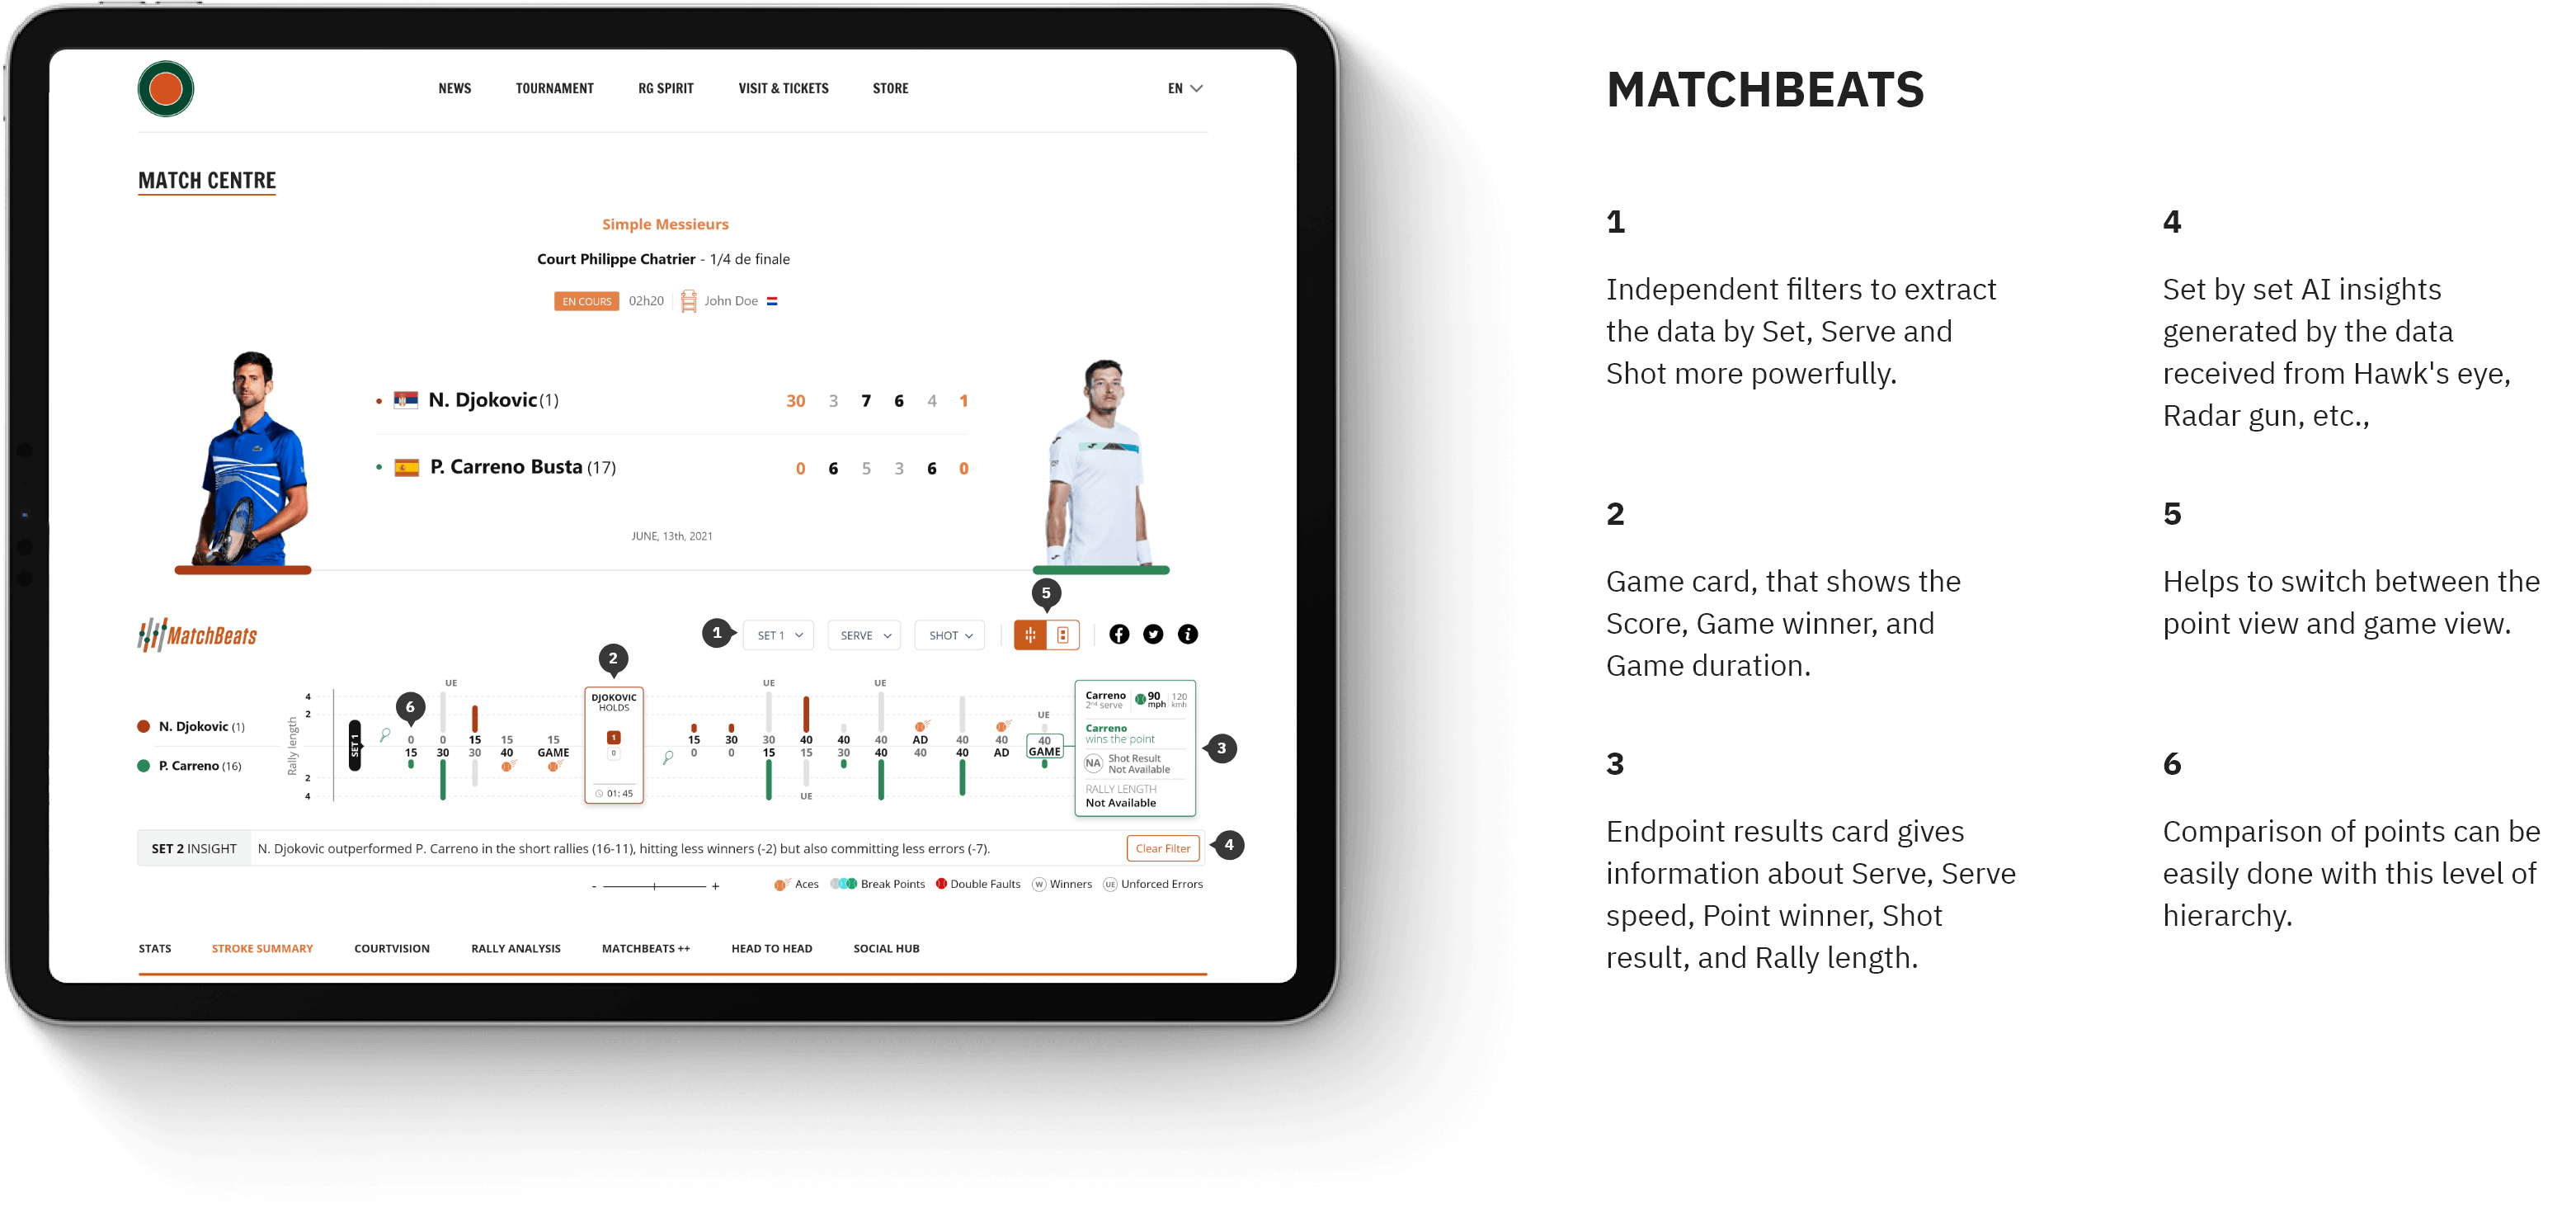 NEWS TOURNAMENT RG SPIRIT VISIT & TICKETS STORE EN
MATCH CENTRE
Simple Messieurs
Court Philippe Chatrier - 1/4 de finale
EN COURS 02h20 John Doe
N. Djokovic (1) 30 3 7 6 4 1
P. Carreno Busta (17) 0 6 5 3 6 0
JUNE, 13th, 2021
5
MatchBeats
1 SET 1 SERVE SHOT
2
UE UE UE
4
2
Rally length
2
4
6
N. Djokovic (1)
P. Carreno (16)
SET 1
0 0 15 15 15
15 30 30 40 GAME
DJOKOVIC
HOLDS
1
0
01: 45
15 30 30 40 40 40 AD 40 40 40
0 0 15 15 30 40 40 40 AD GAME
UE
UE
Carreno
2nd serve
90
mph
120
kmh
Carreno
wins the point
NA Shot Result
Not Available
RALLY LENGTH
Not Available
3
SET 2 INSIGHT N. Djokovic outperformed P. Carreno in the short rallies (16-11), hitting less winners (-2) but also committing less errors (-7). Clear Filter
4
- + Aces Break Points Double Faults W Winners UE Unforced Errors
STATS STROKE SUMMARY COURTVISION RALLY ANALYSIS MATCHBEATS ++ HEAD TO HEAD SOCIAL HUB
MATCHBEATS
1
Independent filters to extract
the data by Set, Serve and
Shot more powerfully.
2
Game card, that shows the
Score, Game winner, and
Game duration.
3
Endpoint results card gives
information about Serve, Serve
speed, Point winner, Shot
result, and Rally length.
4
Set by set AI insights
generated by the data
received from Hawk's eye,
Radar gun, etc.,
5
Helps to switch between the
point view and game view.
6
Comparison of points can be
easily done with this level of
hierarchy.